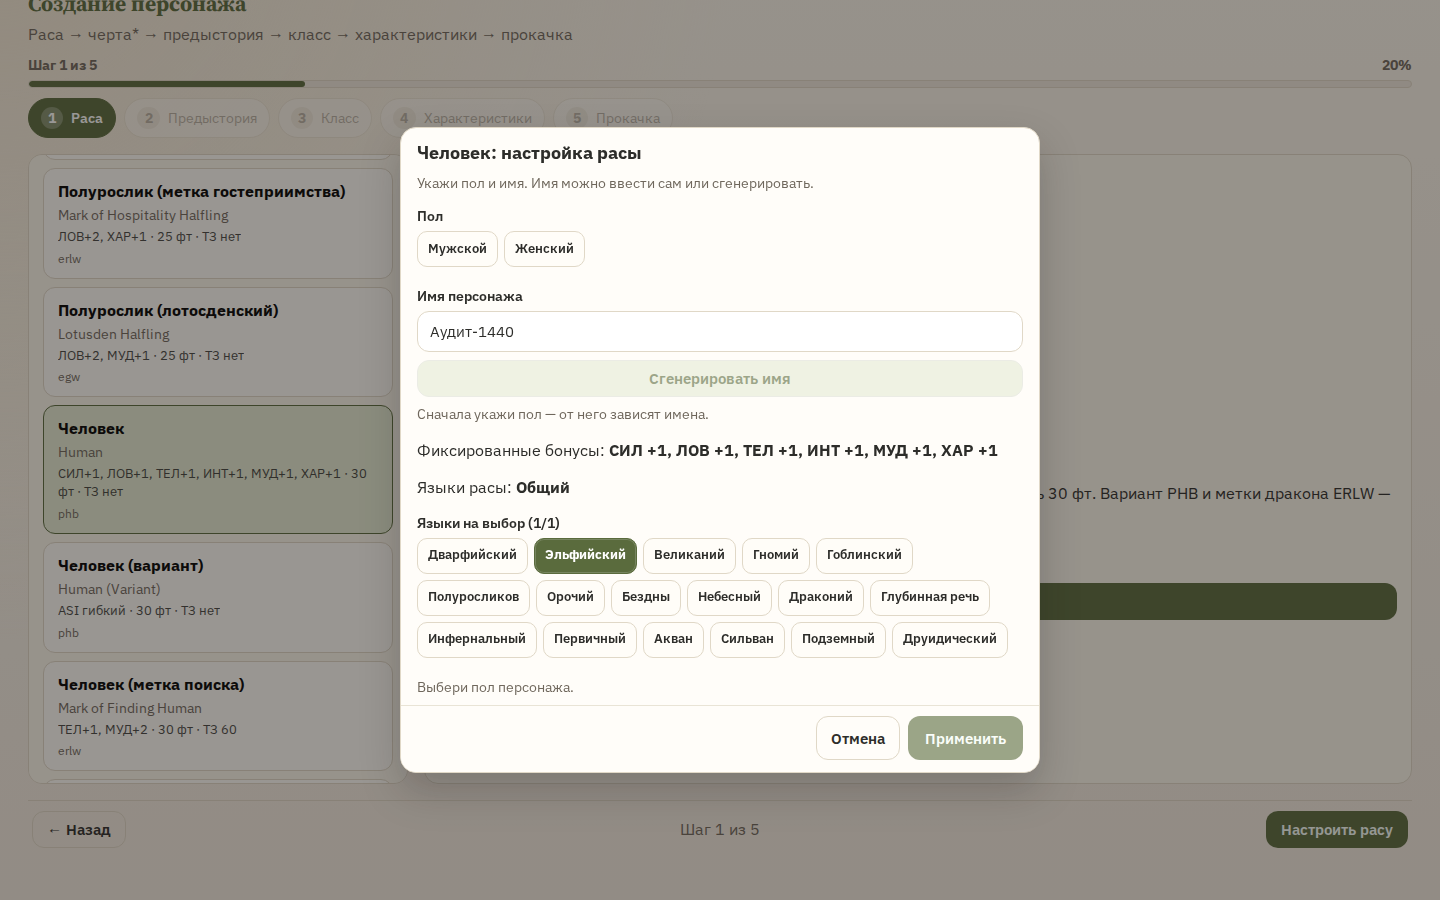 Создание персонажа
Раса → черта* → предыстория → класс → характеристики → прокачка
Шаг 1 из 5
20%
1 Раса
2 Предыстория
3 Класс
4 Характеристики
5 Прокачка
Полурослик (метка гостеприимства)
Mark of Hospitality Halfling
ЛОВ+2, ХАР+1 · 25 фт · ТЗ нет
erlw
Полурослик (лотосденский)
Lotusden Halfling
ЛОВ+2, МУД+1 · 25 фт · ТЗ нет
egw
Человек
Human
СИЛ+1, ЛОВ+1, ТЕЛ+1, ИНТ+1, МУД+1, ХАР+1 · 30
фт · ТЗ нет
phb
Человек (вариант)
Human (Variant)
ASI гибкий · 30 фт · ТЗ нет
phb
Человек (метка поиска)
Mark of Finding Human
ТЕЛ+1, МУД+2 · 30 фт · ТЗ 60
erlw
Человек: настройка расы
Укажи пол и имя. Имя можно ввести сам или сгенерировать.
Пол
Мужской
Женский
Имя персонажа
Аудит-1440
Сгенерировать имя
Сначала укажи пол — от него зависят имена.
Фиксированные бонусы: СИЛ +1, ЛОВ +1, ТЕЛ +1, ИНТ +1, МУД +1, ХАР +1
Языки расы: Общий
Языки на выбор (1/1)
Дварфийский Эльфийский Великаний Гномий Гоблинский
Полуросликов Орочий Бездны Небесный Драконий Глубинная речь
Инфернальный Первичный Акван Сильван Подземный Друидический
Выбери пол персонажа.
Отмена
Применить
30 фт. Вариант PHB и метки дракона ERLW —
← Назад
Шаг 1 из 5
Настроить расу